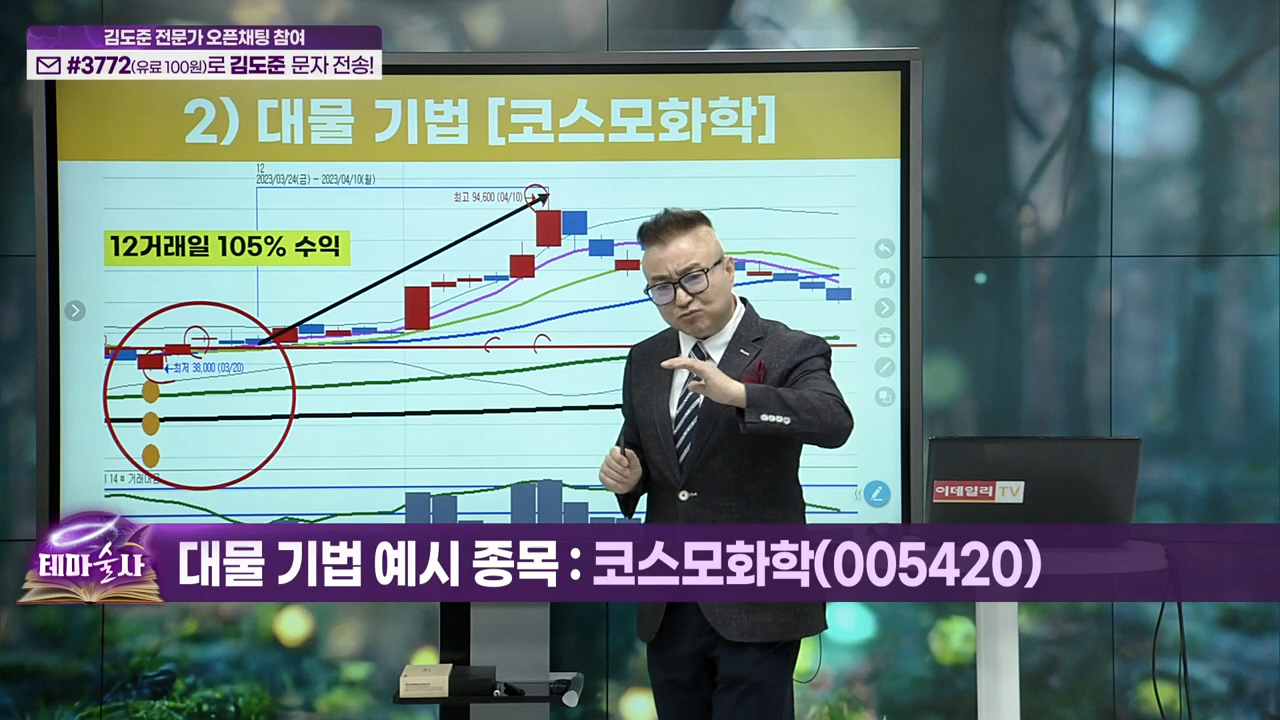 김도준 전문가 오픈채팅 참여
#3772(유료 100원)로 김도준 문자 전송!
2) 대물 기법 [코스모화학]
12
2023/03/24(금) ~ 2023/04/10(월)
최고 94,600 (04/10)
12거래일 105% 수익
최저 38,000 (03/20)
이데일리TV
테마술사
대물 기법 예시 종목 : 코스모화학(005420)